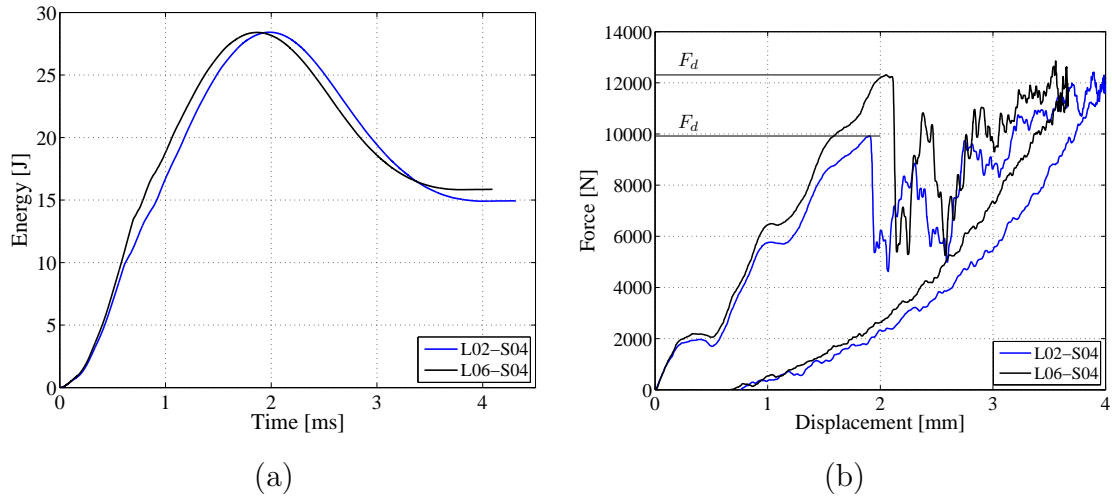 30
25
20
15
10
5
0
0 1 2 3 4
Energy [J]
Time [ms]
L02−S04
L06−S04
(a)
14000
12000
10000
8000
6000
4000
2000
0
0 1 2 3 4
Force [N]
Displacement [mm]
F_d
F_d
L02−S04
L06−S04
(b)